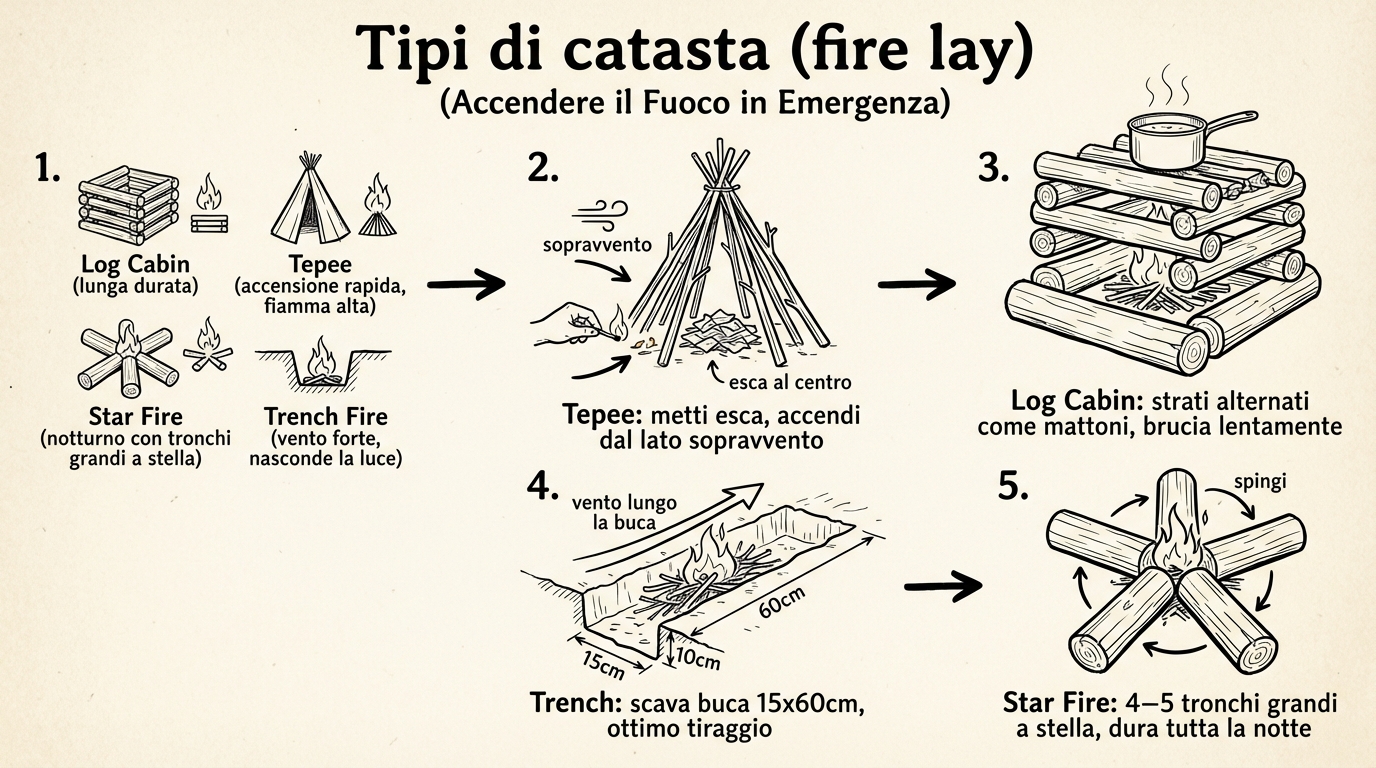 Tipi di catasta (fire lay)
(Accendere il Fuoco in Emergenza)
1.
Log Cabin
(lunga durata)
Tepee
(accensione rapida,
fiamma alta)
Star Fire
(notturno con tronchi
grandi a stella)
Trench Fire
(vento forte,
nasconde la luce)
2.
sopravvento
esca al centro
Tepee: metti esca, accendi
dal lato sopravvento
3.
Log Cabin: strati alternati
come mattoni, brucia lentamente
4.
vento lungo
la buca
60cm
15cm
10cm
Trench: scava buca 15x60cm,
ottimo tiraggio
5.
spingi
Star Fire: 4–5 tronchi grandi
a stella, dura tutta la notte